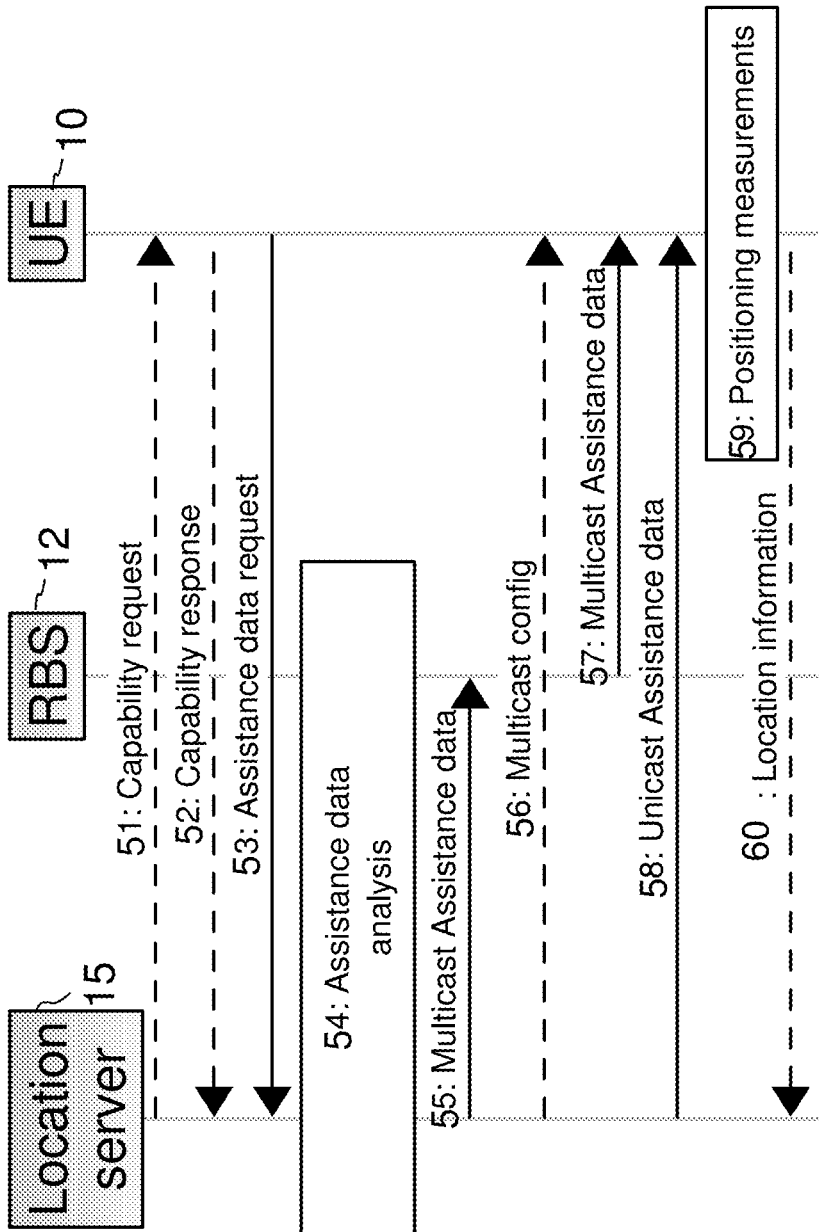 Location
server
15
RBS
12
UE
10
51: Capability request
52: Capability response
53: Assistance data request
54: Assistance data
analysis
55: Multicast Assistance data
56: Multicast config
57: Multicast Assistance data
58: Unicast Assistance data
59: Positioning measurements
60 : Location information